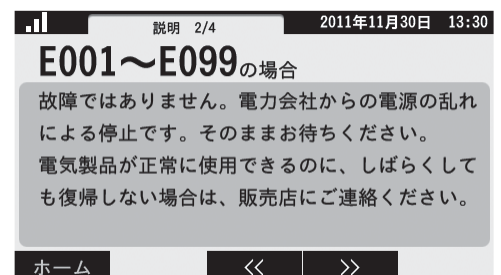 説明 2/4 2011年11月30日 13:30
E001〜E099の場合
故障ではありません。電力会社からの電源の乱れ
による停止です。そのままお待ちください。
電気製品が正常に使用できるのに、しばらくして
も復帰しない場合は、販売店にご連絡ください。
ホーム << >>